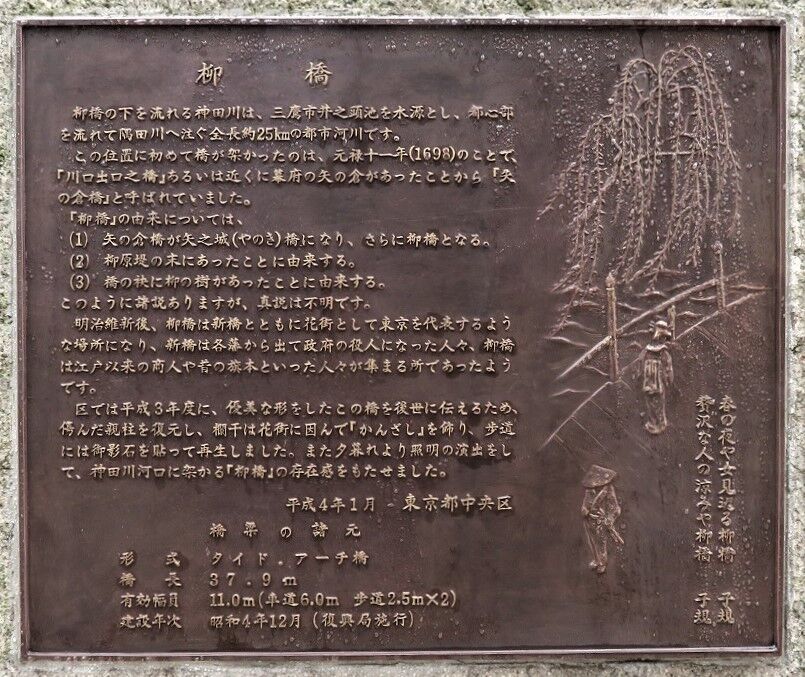 柳橋
柳橋の下を流れる神田川は、三鷹市井之頭池を水源とし、都心部
を流れて隅田川へ注ぐ全長約25kmの都市河川です。
この位置に初めて橋が架かったのは、元禄十一年(1698)のことで、
『川口出口之橋』あるいは近くに幕府の矢の倉があったことから『矢
の倉橋』と呼ばれていました。
『柳橋』の由来については、
(1) 矢の倉橋が矢之城(やのき)橋になり、さらに柳橋となる。
(2) 柳原堤の末にあったことに由来する。
(3) 橋の袂に柳の樹があったことに由来する。
このように諸説ありますが、真説は不明です。
明治維新後、柳橋は新橋とともに花街として東京を代表するよう
な場所になり、新橋は各藩から出て政府の役人になった人々、柳橋
は江戸以来の商人や昔の旗本といった人々が集まる所であったよう
です。
区では平成3年度に、優美な形をしたこの橋を後世に伝えるため、
傷んだ親柱を復元し、欄干は花街に因んで『かんざし』を飾り、歩道
には御影石を貼って再生しました。また夕暮れより照明の演出をし
て、神田川河口に架かる『柳橋』の存在感をもたせました。
平成4年1月 東京都中央区
橋梁の諸元
形式 タイド.アーチ橋
橋長 37.9m
有効幅員 11.0m(車道6.0m 歩道2.5m×2)
建設年次 昭和4年12月(復興局施行)
春の夜や女見返る柳橋 子規
贅沢な人の涼みや柳橋 子規